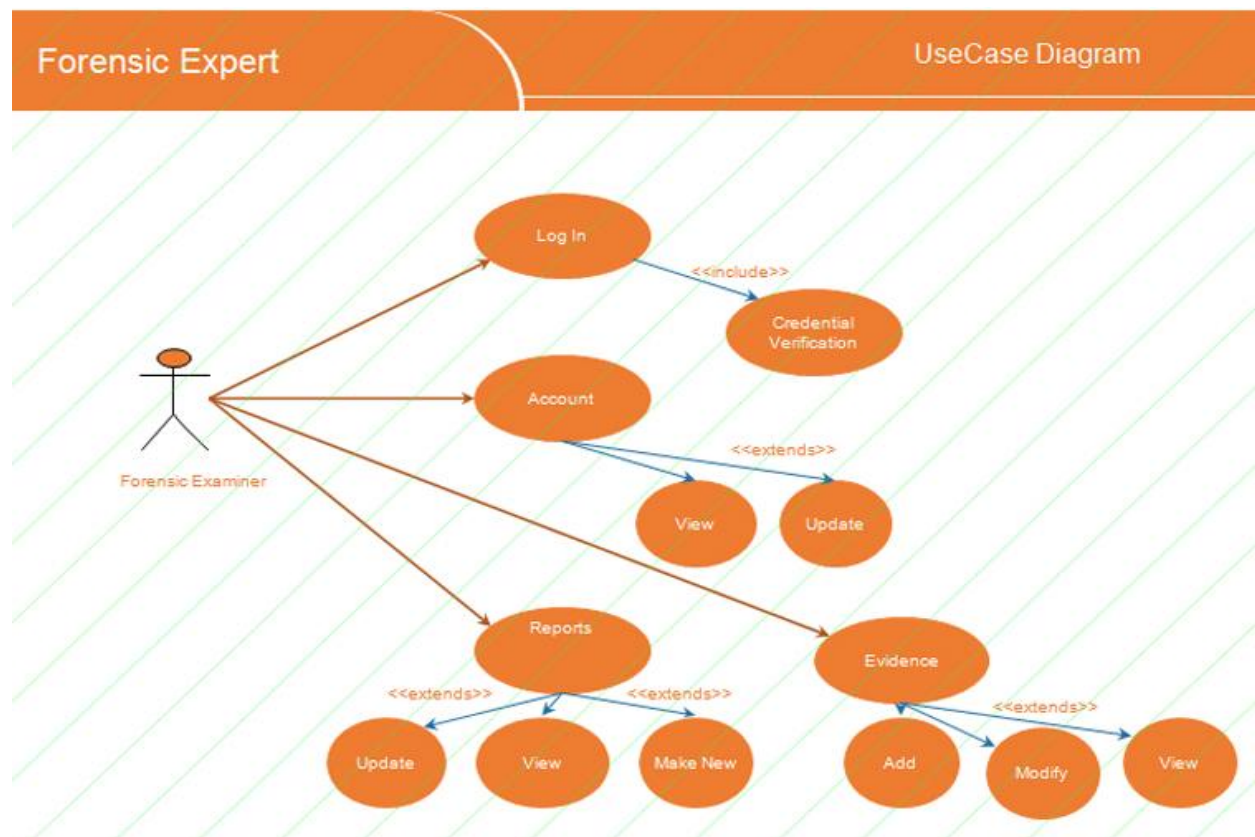 Forensic Expert
UseCase Diagram
Log In
<<include>>
Credential
Verification
Account
Forensic Examiner
<<extends>>
View
Update
Reports
Evidence
<<extends>>
<<extends>>
<<extends>>
Update
View
Make New
Add
Modify
View